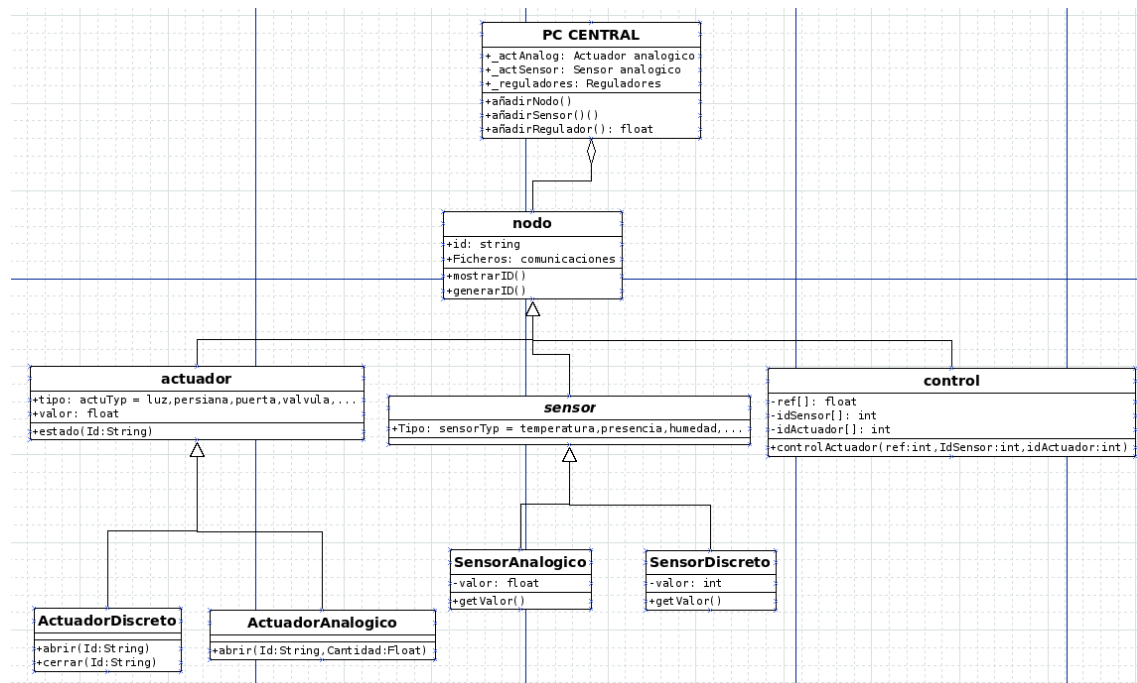 PC CENTRAL
+_actAnalog: Actuador analogico
+_actSensor: Sensor analogico
+_reguladores: Reguladores
+añadirNodo()
+añadirSensor()()
+añadirRegulador(): float
nodo
+id: string
+Ficheros: comunicaciones
+mostrarID()
+generarID()
actuador
+tipo: actuTyp = luz,persiana,puerta,valvula,...
+valor: float
+estado(Id:String)
sensor
+Tipo: sensorTyp = temperatura,presencia,humedad,...
control
-ref[]: float
-idSensor[]: int
-idActuador[]: int
+controlActuador(ref:int,IdSensor:int,idActuador:int)
ActuadorDiscreto
+abrir(Id:String)
+cerrar(Id:String)
ActuadorAnalogico
+abrir(Id:String,Cantidad:Float)
SensorAnalogico
-valor: float
+getValor()
SensorDiscreto
-valor: int
+getValor()